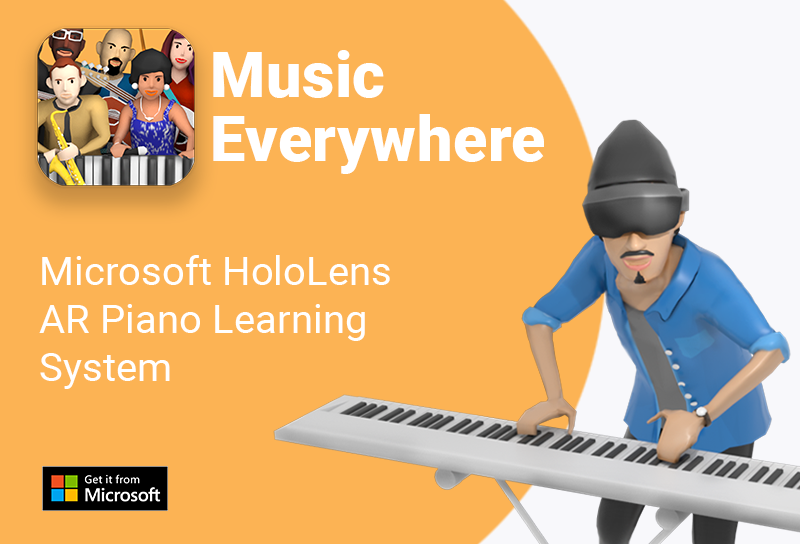 Music
Everywhere
Microsoft HoloLens
AR Piano Learning
System
Get it from
Microsoft